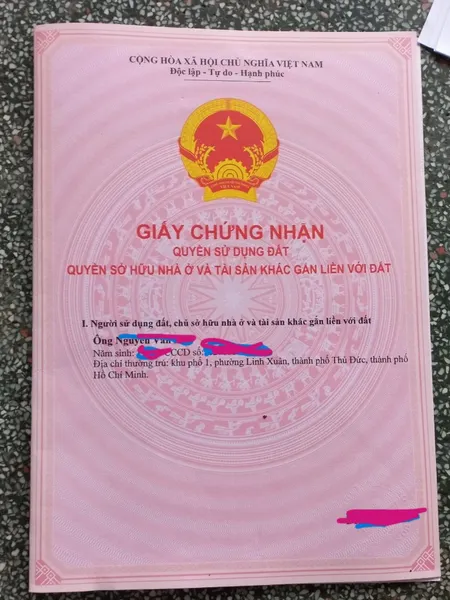 CỘNG HÒA XÃ HỘI CHỦ NGHĨA VIỆT NAM
Độc lập - Tự do - Hạnh phúc
GIẤY CHỨNG NHẬN
QUYỀN SỬ DỤNG ĐẤT
QUYỀN SỞ HỮU NHÀ Ở VÀ TÀI SẢN KHÁC GẮN LIỀN VỚI ĐẤT
I. Người sử dụng đất, chủ sở hữu nhà ở và tài sản khác gắn liền với đất
Ông Nguyễn Văn
Năm sinh: CCCD số:
Địa chỉ thường trú: khu phố 1, phường Linh Xuân, thành phố Thủ Đức, thành phố
Hồ Chí Minh.